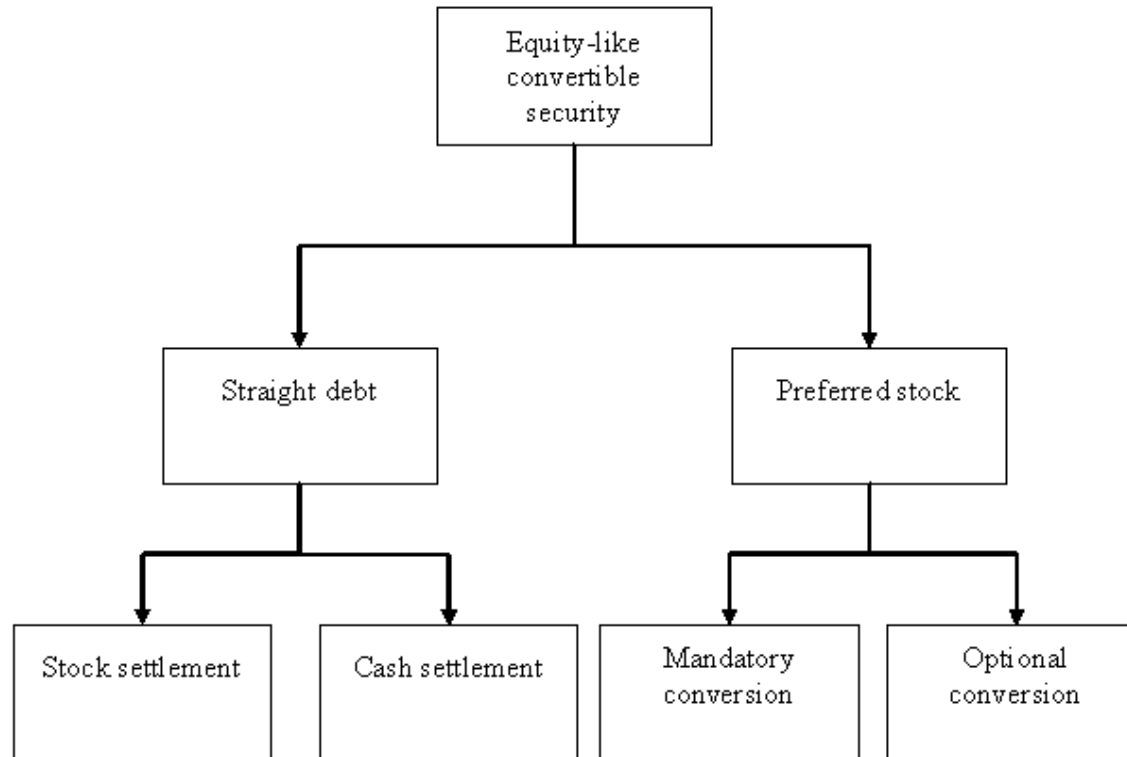 Equity-like
convertible
security
Straight debt
Preferred stock
Stock settlement
Cash settlement
Mandatory
conversion
Optional
conversion